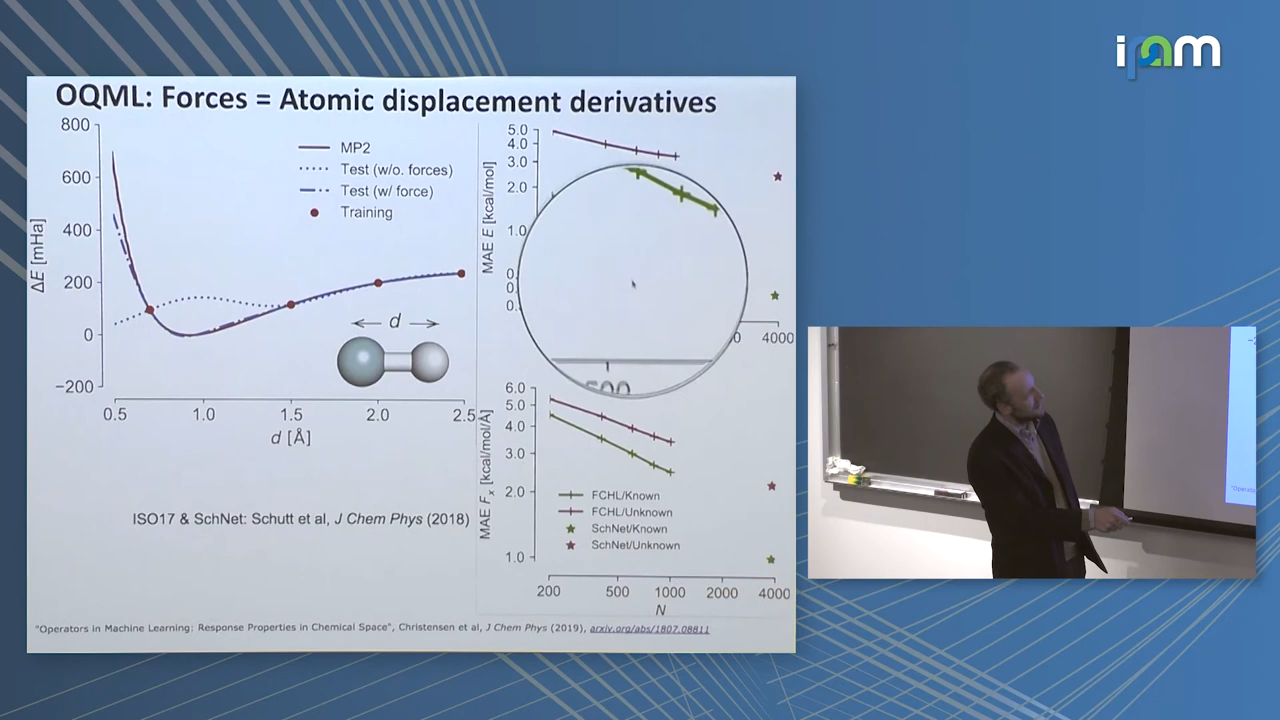 ipam
OQML: Forces = Atomic displacement derivatives
800
600
400
200
0
−200
ΔE [mHa]
0.5 1.0 1.5 2.0 2.5
d [Å]
MP2
Test (w/o. forces)
Test (w/ force)
Training
d
ISO17 & SchNet: Schutt et al, J Chem Phys (2018)
5.0
4.0
3.0
2.0
1.0
0
0
0.
MAE E [kcal/mol]
500
0 4000
6.0
5.0
4.0
3.0
2.0
1.0
MAE Fx [kcal/mol/Å]
FCHL/Known
FCHL/Unknown
SchNet/Known
SchNet/Unknown
200 500 1000 2000 4000
N
"Operators in Machine Learning: Response Properties in Chemical Space", Christensen et al, J Chem Phys (2019), arxiv.org/abs/1807.08811
"Operato